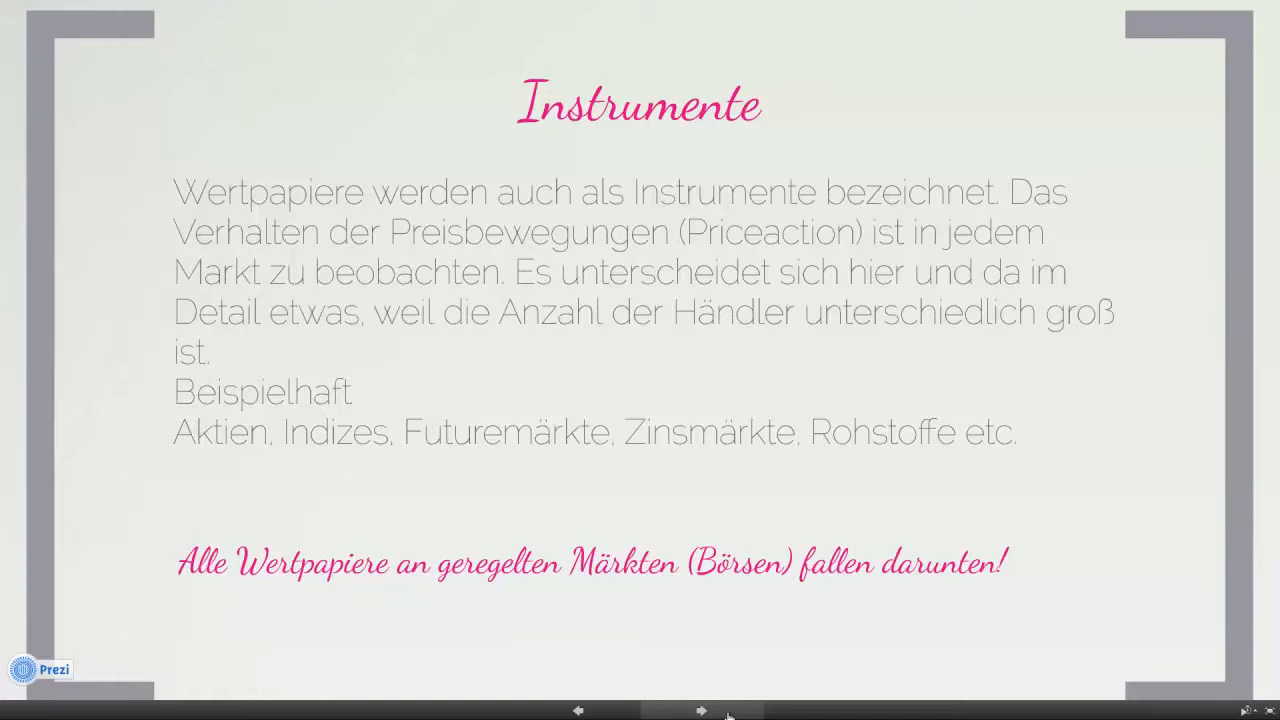 Instrumente
Wertpapiere werden auch als Instrumente bezeichnet. Das
Verhalten der Preisbewegungen (Priceaction) ist in jedem
Markt zu beobachten. Es unterscheidet sich hier und da im
Detail etwas, weil die Anzahl der Händler unterschiedlich groß
ist.
Beispielhaft
Aktien, Indizes, Futuremärkte, Zinsmärkte, Rohstoffe etc.
Alle Wertpapiere an geregelten Märkten (Börsen) fallen darunten!
Prezi